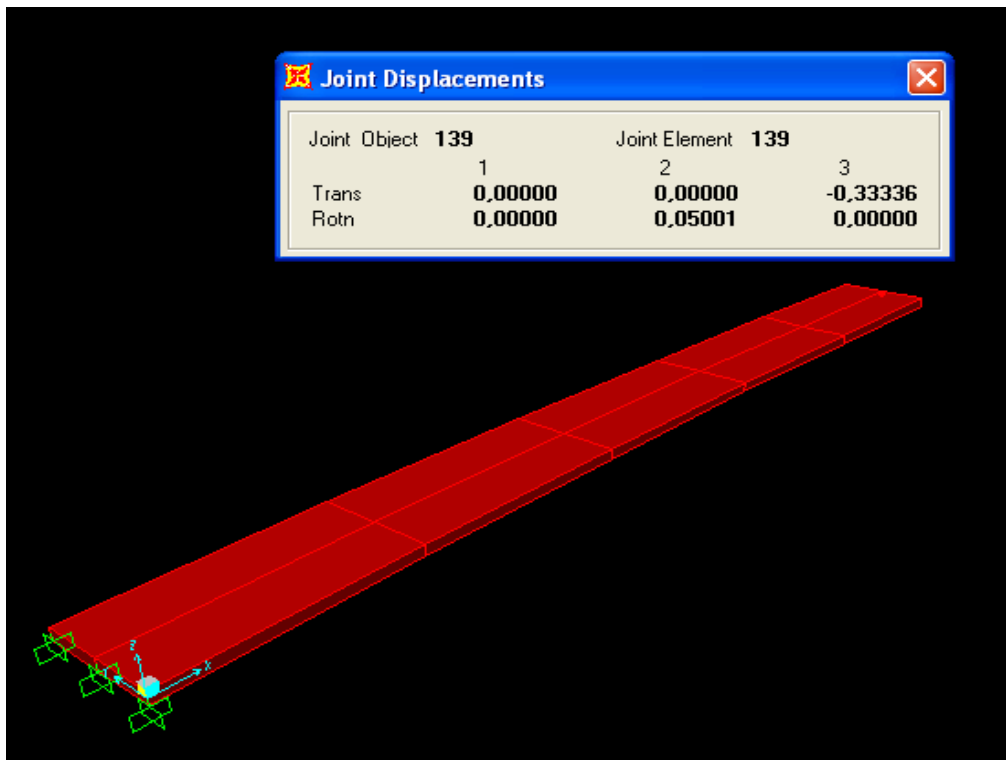 Joint Displacements
Joint Object 139 Joint Element 139
1 2 3
Trans 0,00000 0,00000 -0,33336
Rotn 0,00000 0,05001 0,00000
Z
X